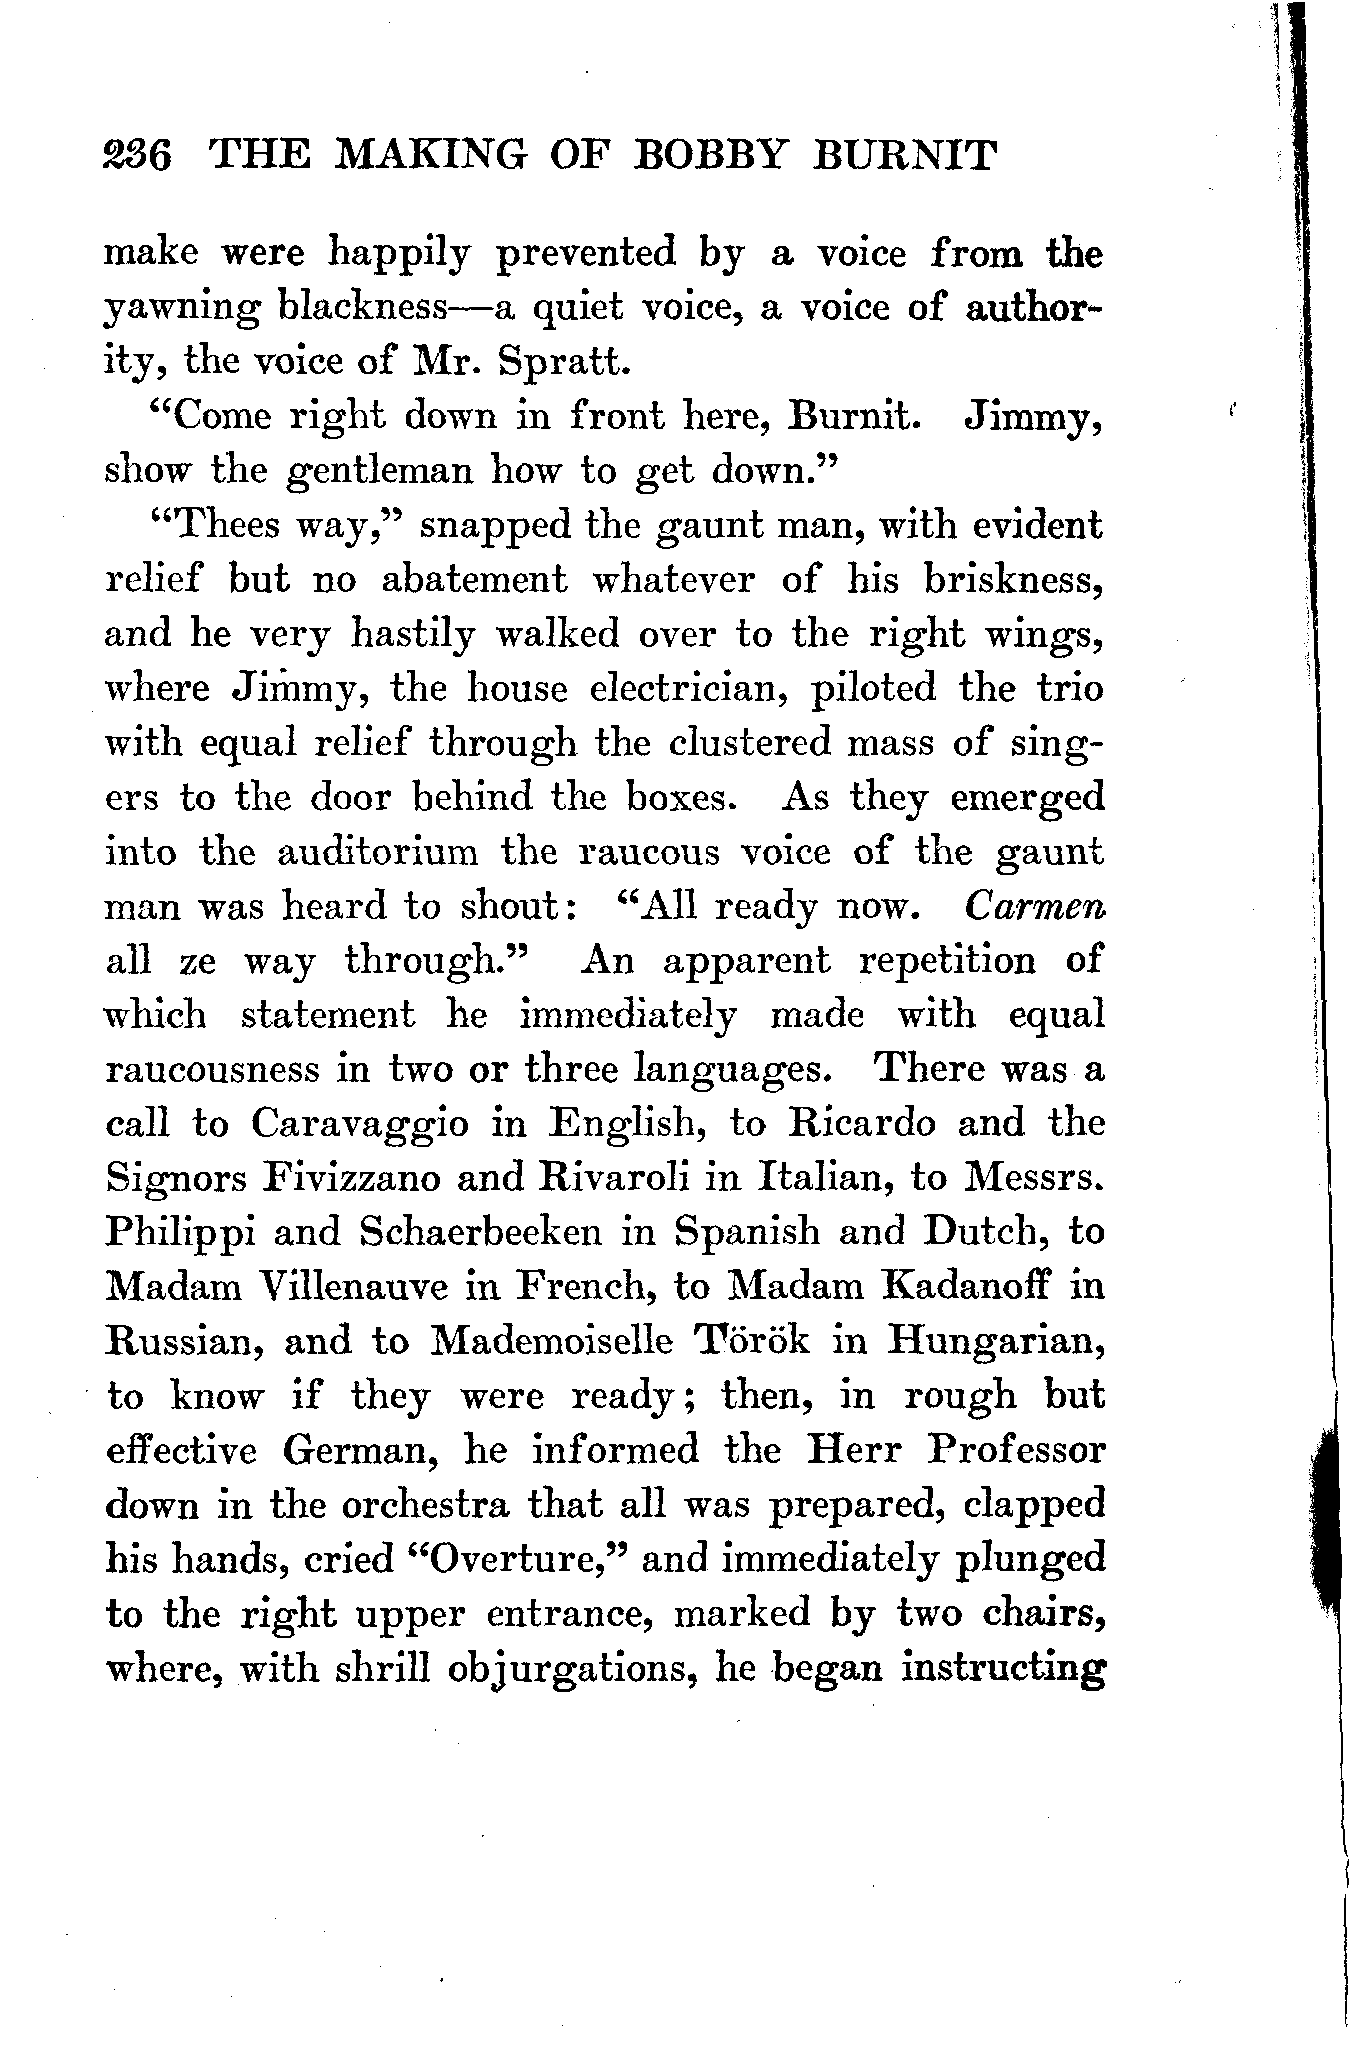 236 THE MAKING OF BOBBY BURNIT
make were happily prevented by a voice from the
yawning blackness—a quiet voice, a voice of author-
ity, the voice of Mr. Spratt.
“Come right down in front here, Burnit. Jimmy,
show the gentleman how to get down.”
“Thees way,” snapped the gaunt man, with evident
relief but no abatement whatever of his briskness,
and he very hastily walked over to the right wings,
where Jimmy, the house electrician, piloted the trio
with equal relief through the clustered mass of sing-
ers to the door behind the boxes. As they emerged
into the auditorium the raucous voice of the gaunt
man was heard to shout: “All ready now. Carmen
all ze way through.” An apparent repetition of
which statement he immediately made with equal
raucousness in two or three languages. There was a
call to Caravaggio in English, to Ricardo and the
Signors Fivizzano and Rivaroli in Italian, to Messrs.
Philippi and Schaerbeeken in Spanish and Dutch, to
Madam Villenauve in French, to Madam Kadanoff in
Russian, and to Mademoiselle Török in Hungarian,
to know if they were ready; then, in rough but
effective German, he informed the Herr Professor
down in the orchestra that all was prepared, clapped
his hands, cried “Overture,” and immediately plunged
to the right upper entrance, marked by two chairs,
where, with shrill objurgations, he began instructing